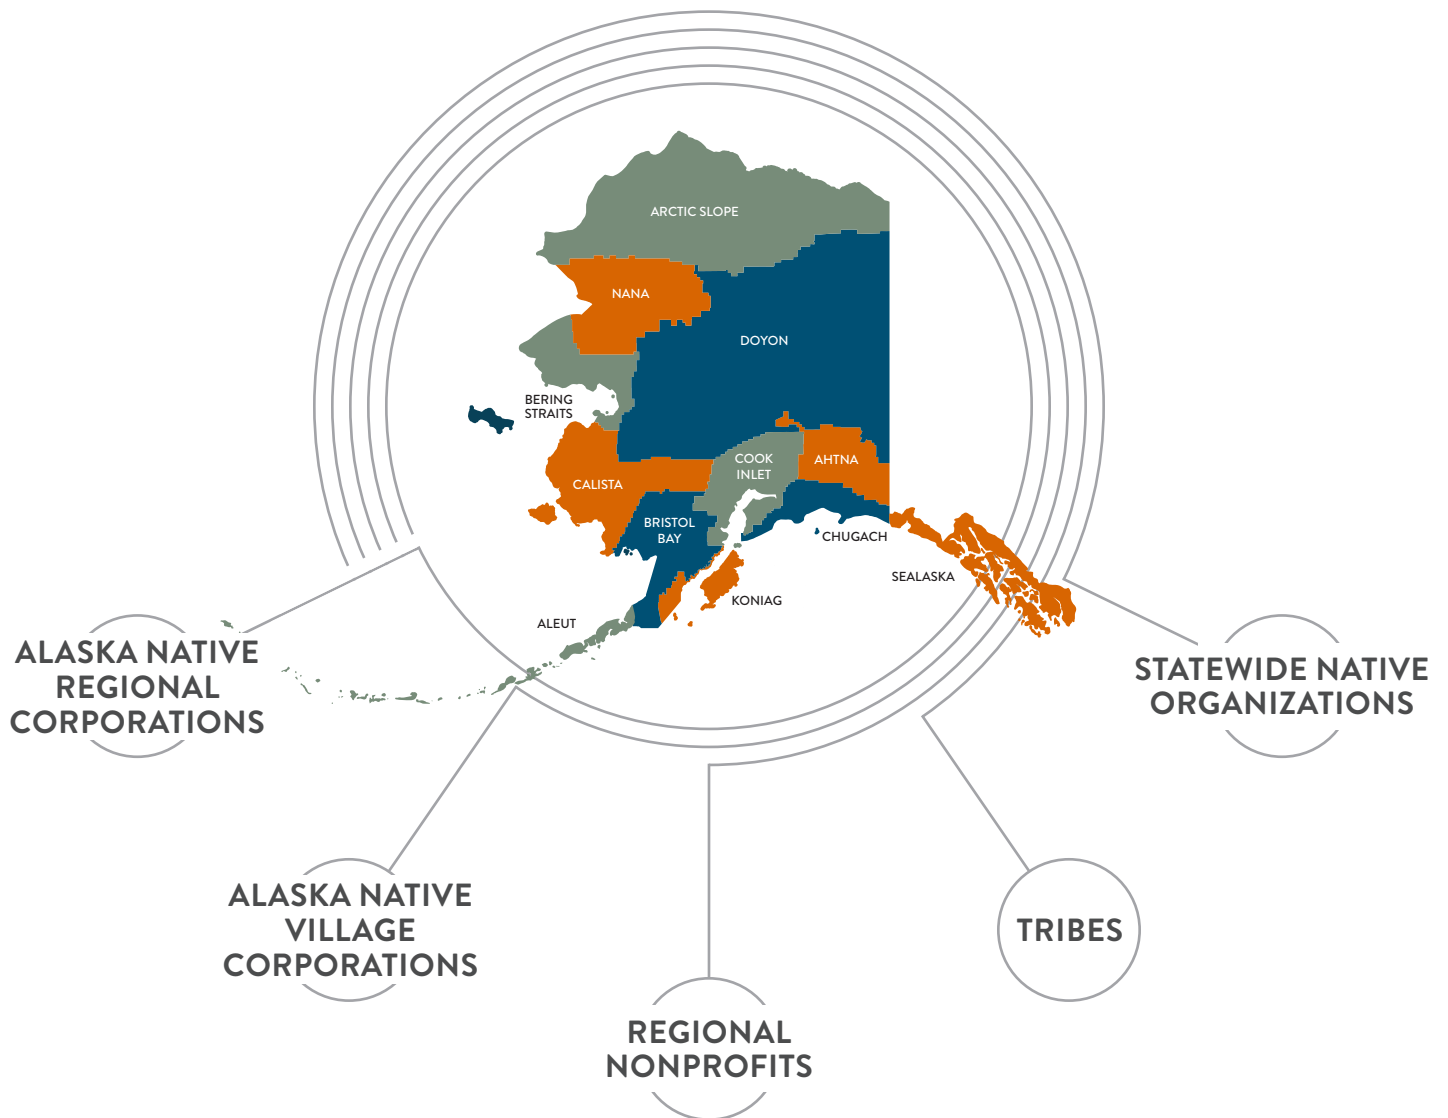 ARCTIC SLOPE
NANA
DOYON
BERING
STRAITS
COOK
INLET
AHTNA
CALISTA
BRISTOL
BAY
CHUGACH
SEALASKA
KONIAG
ALEUT
ALASKA NATIVE
REGIONAL
CORPORATIONS
STATEWIDE NATIVE
ORGANIZATIONS
ALASKA NATIVE
VILLAGE
CORPORATIONS
TRIBES
REGIONAL
NONPROFITS